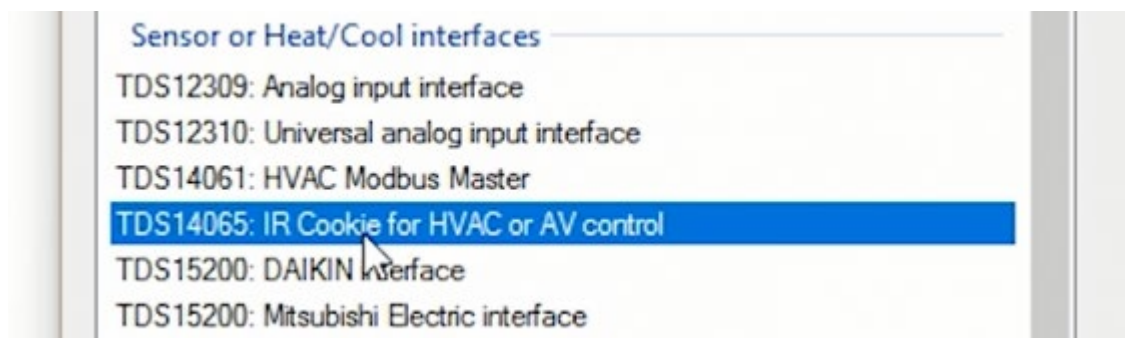 Sensor or Heat/Cool interfaces
TDS12309: Analog input interface
TDS12310: Universal analog input interface
TDS14061: HVAC Modbus Master
TDS14065: IR Cookie for HVAC or AV control
TDS15200: DAIKIN interface
TDS15200: Mitsubishi Electric interface